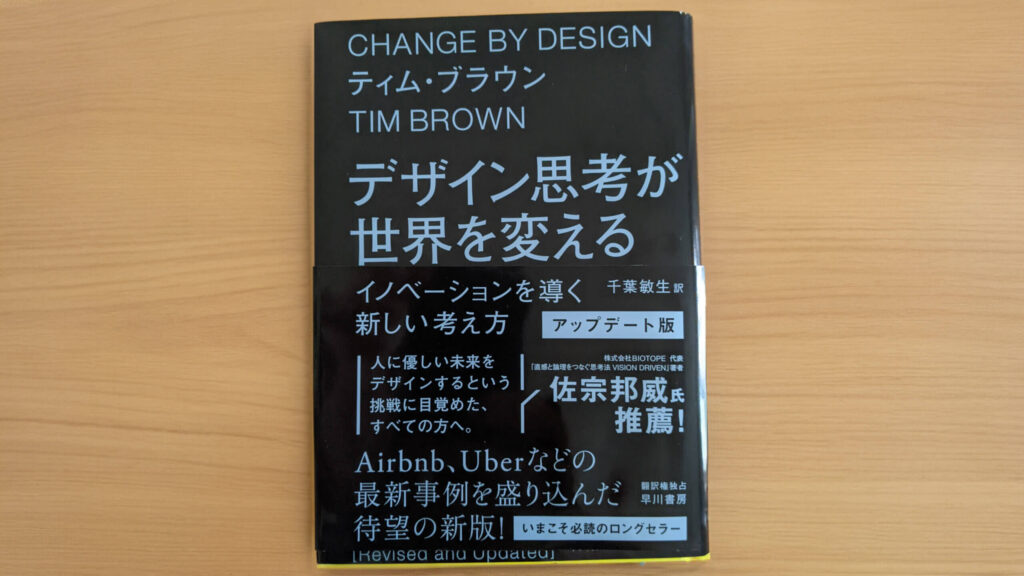 CHANGE BY DESIGN
ティム・ブラウン
TIM BROWN
デザイン思考が
世界を変える
イノベーションを導く
新しい考え方
千葉敏生 訳
アップデート版
人に優しい未来を
デザインするという
挑戦に目覚めた、
すべての方へ。
株式会社BIOTOPE 代表
「直感と論理をつなぐ思考法 VISION DRIVEN」著者
佐宗邦威氏
推薦!
Airbnb、Uberなどの
最新事例を盛り込んだ
待望の新版!
翻訳権独占
早川書房
いまこそ必読のロングセラー
[Revised and Updated]